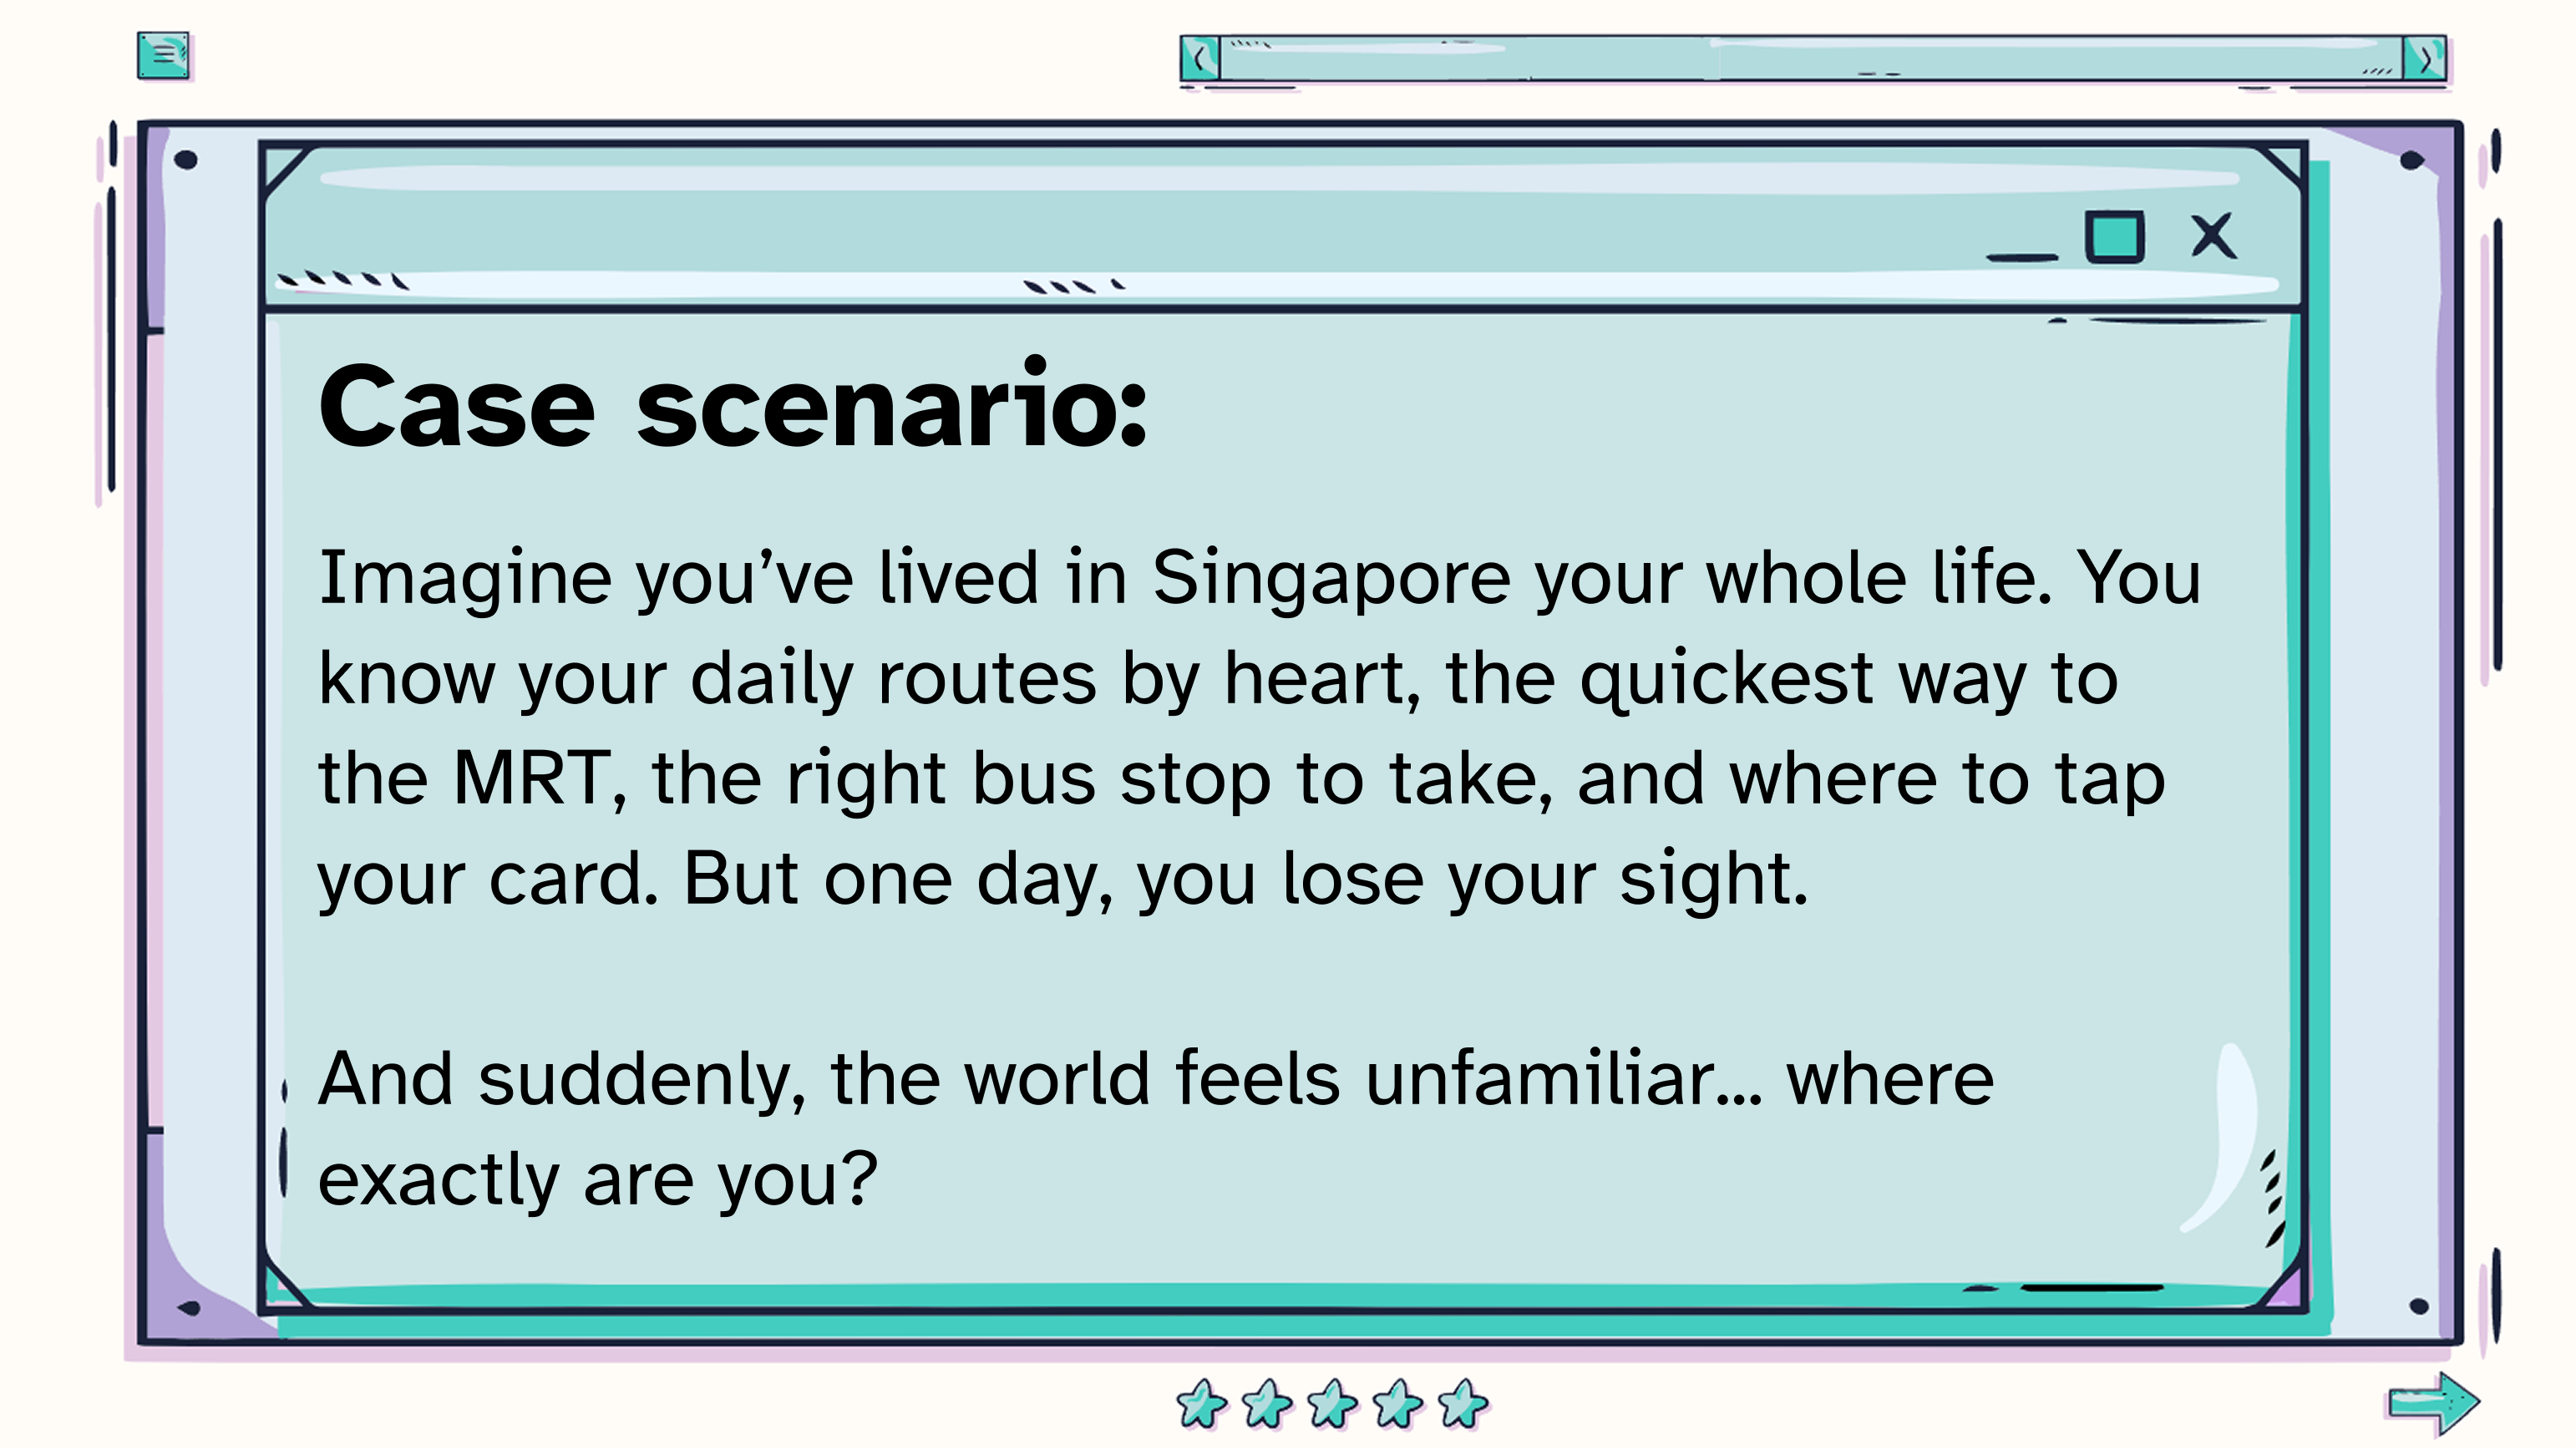 Case scenario:
Imagine you’ve lived in Singapore your whole life. You
know your daily routes by heart, the quickest way to
the MRT, the right bus stop to take, and where to tap
your card. But one day, you lose your sight.
And suddenly, the world feels unfamiliar... where
exactly are you?